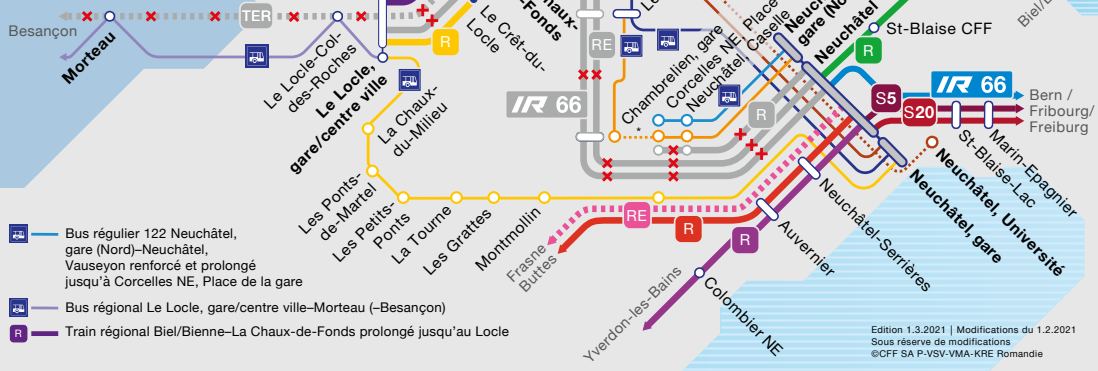 Besançon
TER
Morteau
Le Locle-Col-
des-Roches
Le Locle,
gare/centre ville
R
Le Crêt-du-
Locle
La Chaux-
du-Milieu
Les Ponts-
de-Martel
Les Petits-
Ponts
La Tourne
Les Grattes
Montmollin
-Fonds
RE
IR 66
Chambrelien, gare
*
Corcelles NE, Place
Neuchâtel
R
Neuchâtel
gare (No
St-Blaise CFF
R
Biel/B
S5
S20
IR 66
Bern /
Fribourg/
Freiburg
St-Blaise-Lac
Marin-Epagnier
Neuchâtel, Université
Neuchâtel, gare
Neuchâtel-Serrières
Auvernier
Colombier NE
RE
R
R
Frasne
Buttes
Yverdon-les-Bains
Bus régulier 122 Neuchâtel,
gare (Nord)–Neuchâtel,
Vauseyon renforcé et prolongé
jusqu'à Corcelles NE, Place de la gare
Bus régional Le Locle, gare/centre ville–Morteau (–Besançon)
R
Train régional Biel/Bienne–La Chaux-de-Fonds prolongé jusqu'au Locle
Edition 1.3.2021 | Modifications du 1.2.2021
Sous réserve de modifications
©CFF SA P-VSV-VMA-KRE Romandie